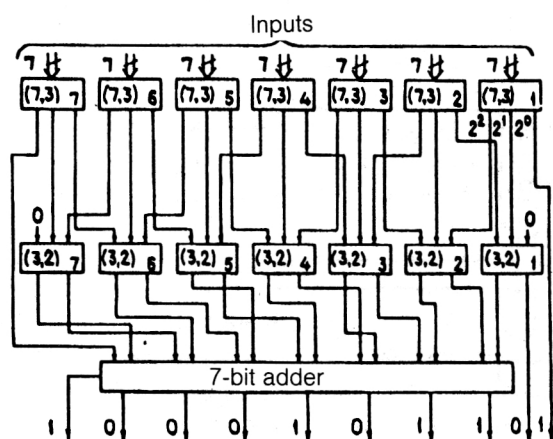 Inputs
7 7 7 7 7 7 7
(7,3) 7 (7,3) 6 (7,3) 5 (7,3) 4 (7,3) 3 (7,3) 2 (7,3) 1
2² 2¹ 2⁰
0 0
(3,2) 7 (3,2) 6 (3,2) 5 (3,2) 4 (3,2) 3 (3,2) 2 (3,2) 1
7-bit adder
1 0 0 0 1 0 1 1 0 1